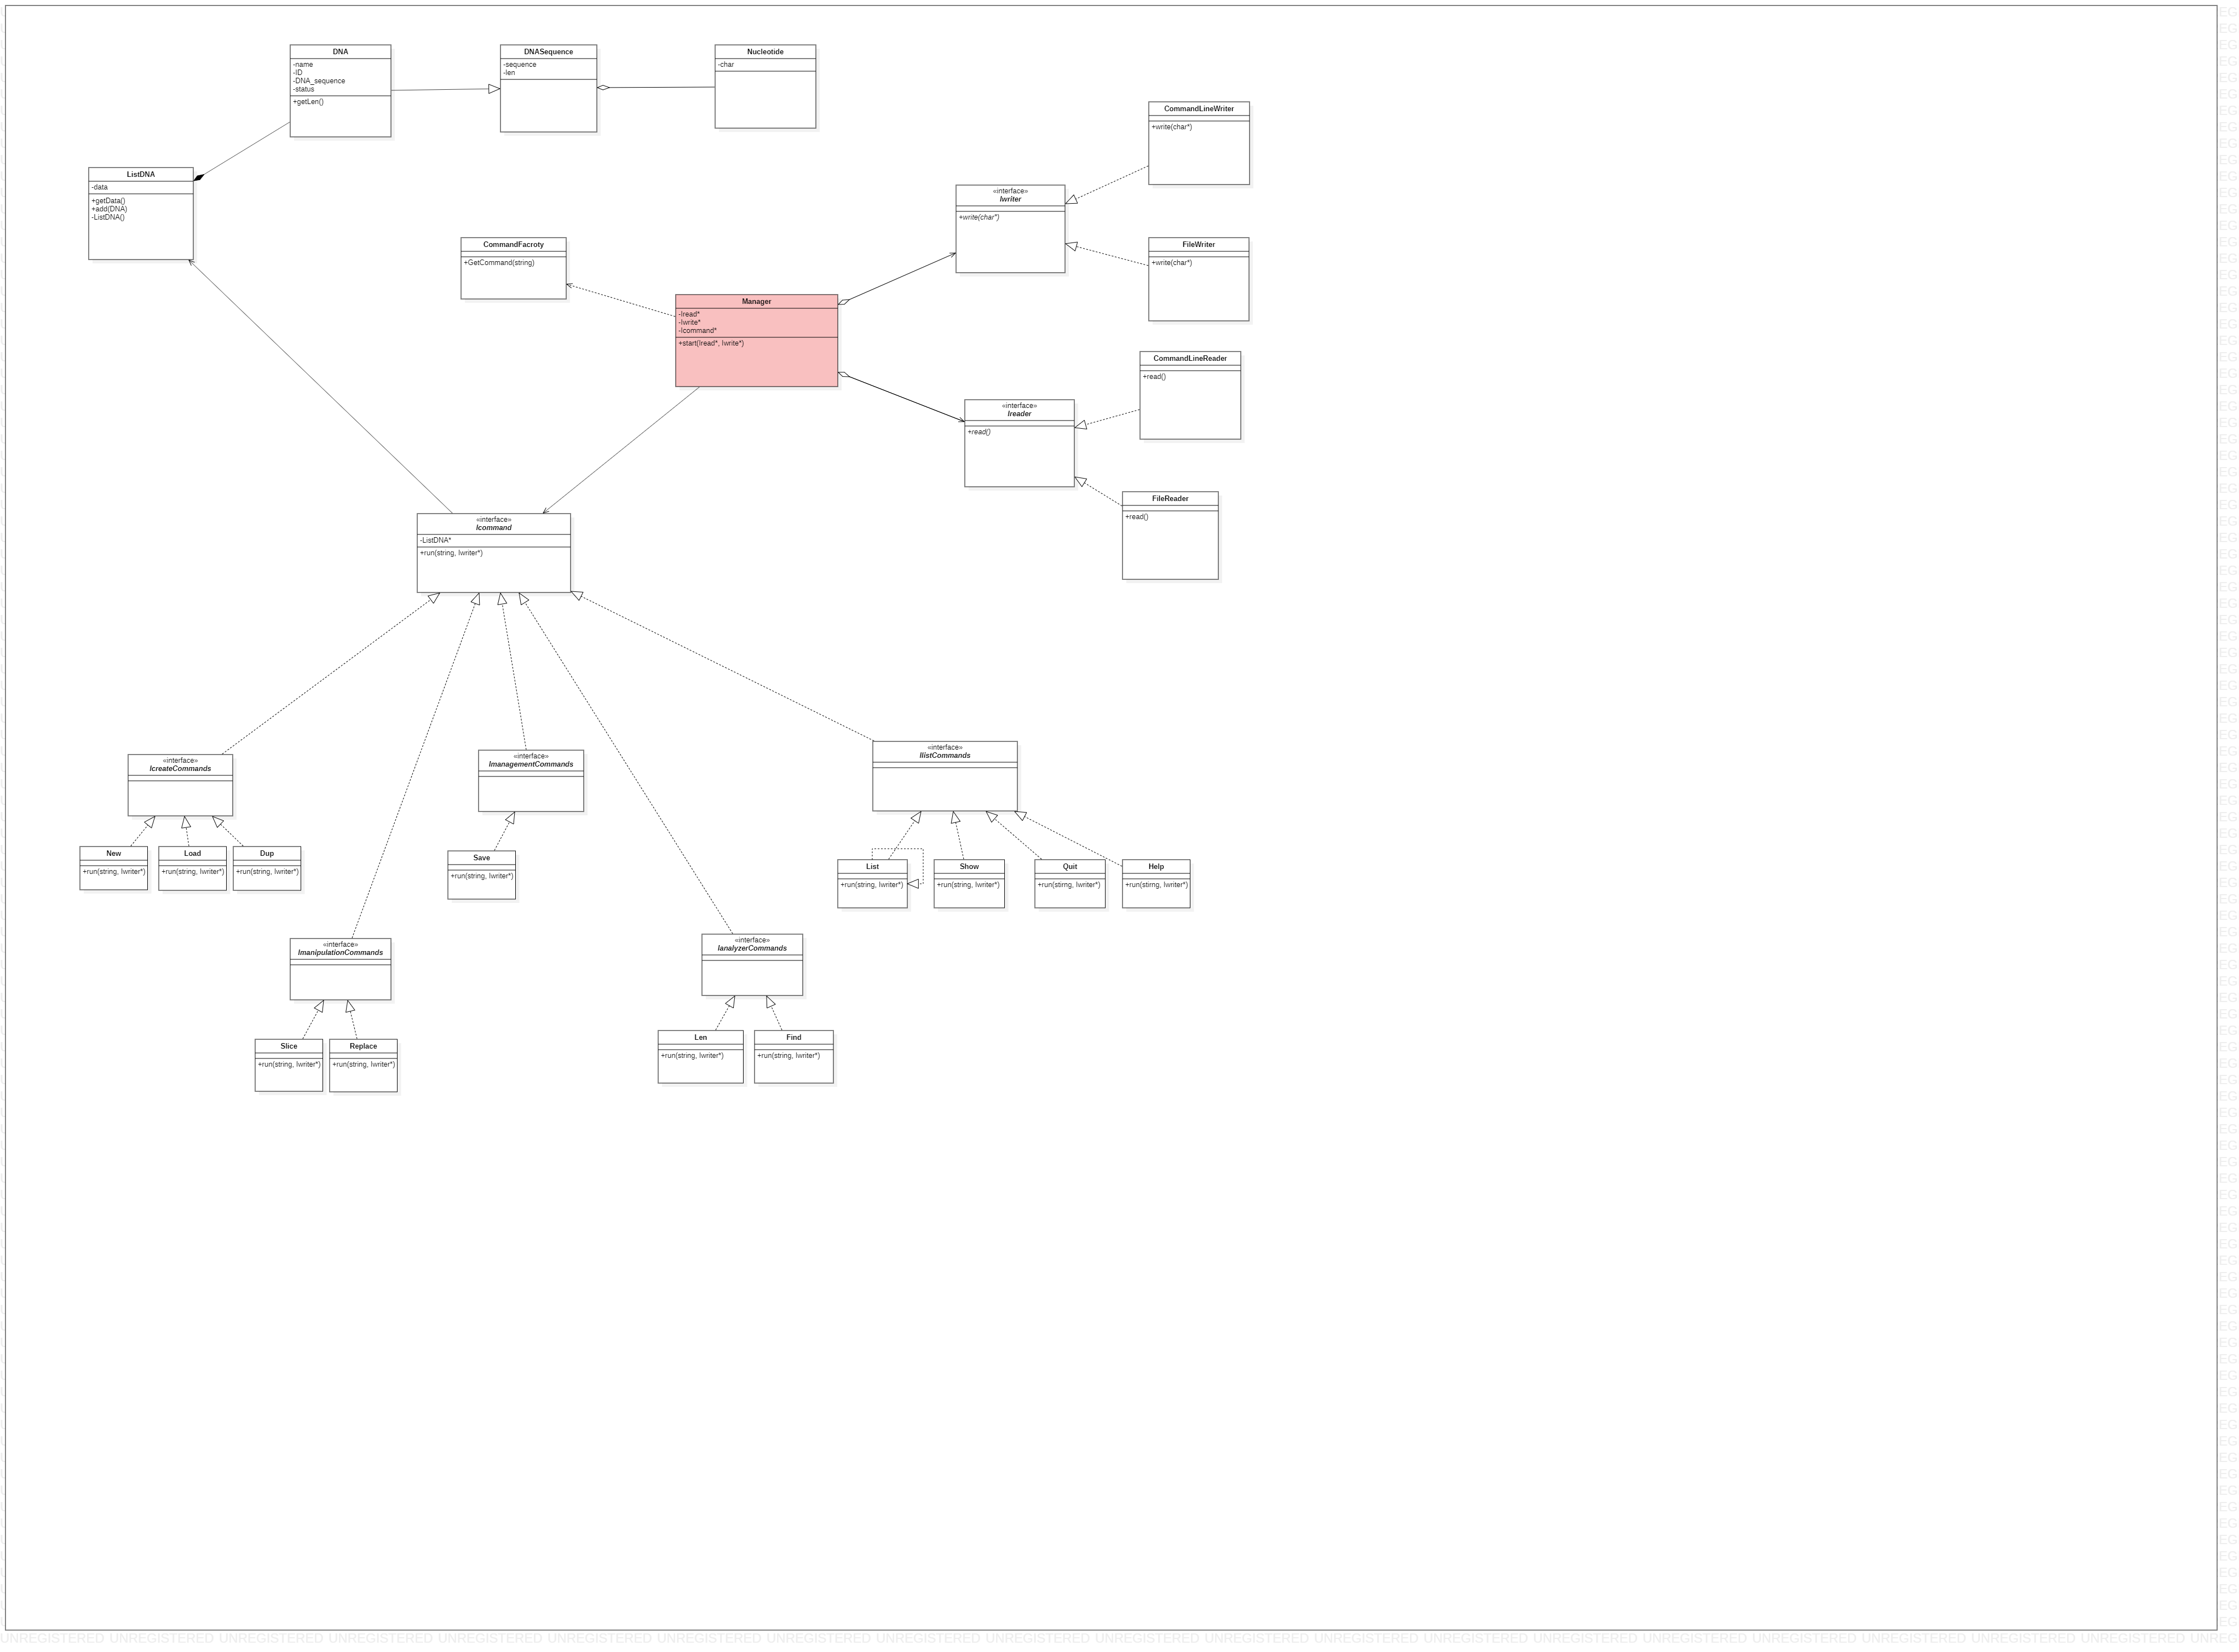 DNA
-name
-ID
-DNA_sequence
-status
+getLen()
DNASequence
-sequence
-len
Nucleotide
-char
CommandLineWriter
+write(char*)
ListDNA
-data
+getData()
+add(DNA)
-ListDNA()
«interface»
Iwriter
+write(char*)
CommandFacroty
+GetCommand(string)
FileWriter
+write(char*)
Manager
-Iread*
-Iwrite*
-Icommand*
+start(Iread*, Iwrite*)
CommandLineReader
+read()
«interface»
Ireader
+read()
FileReader
+read()
«interface»
Icommand
-ListDNA*
+run(string, Iwriter*)
«interface»
IcreateCommands
«interface»
ImanagementCommands
«interface»
IlistCommands
New
+run(string, Iwriter*)
Load
+run(string, Iwriter*)
Dup
+run(string, Iwriter*)
Save
+run(string, Iwriter*)
List
+run(string, Iwriter*)
Show
+run(string, Iwriter*)
Quit
+run(stirng, Iwriter*)
Help
+run(stirng, Iwriter*)
«interface»
ImanipulationCommands
«interface»
IanalyzerCommands
Slice
+run(string, Iwriter*)
Replace
+run(string, Iwriter*)
Len
+run(string, Iwriter*)
Find
+run(string, Iwriter*)
UNREGISTERED UNREGISTERED UNREGISTERED UNREGISTERED UNREGISTERED UNREGISTERED UNREGISTERED UNREGISTERED UNREGISTERED UNREGISTERED UNREGISTERED UNREGISTERED UNREGISTERED UNREGISTERED UNREGISTERED UNREGISTERED UNREGISTERED UNREGISTERED UNREGISTERED UNREGISTERED